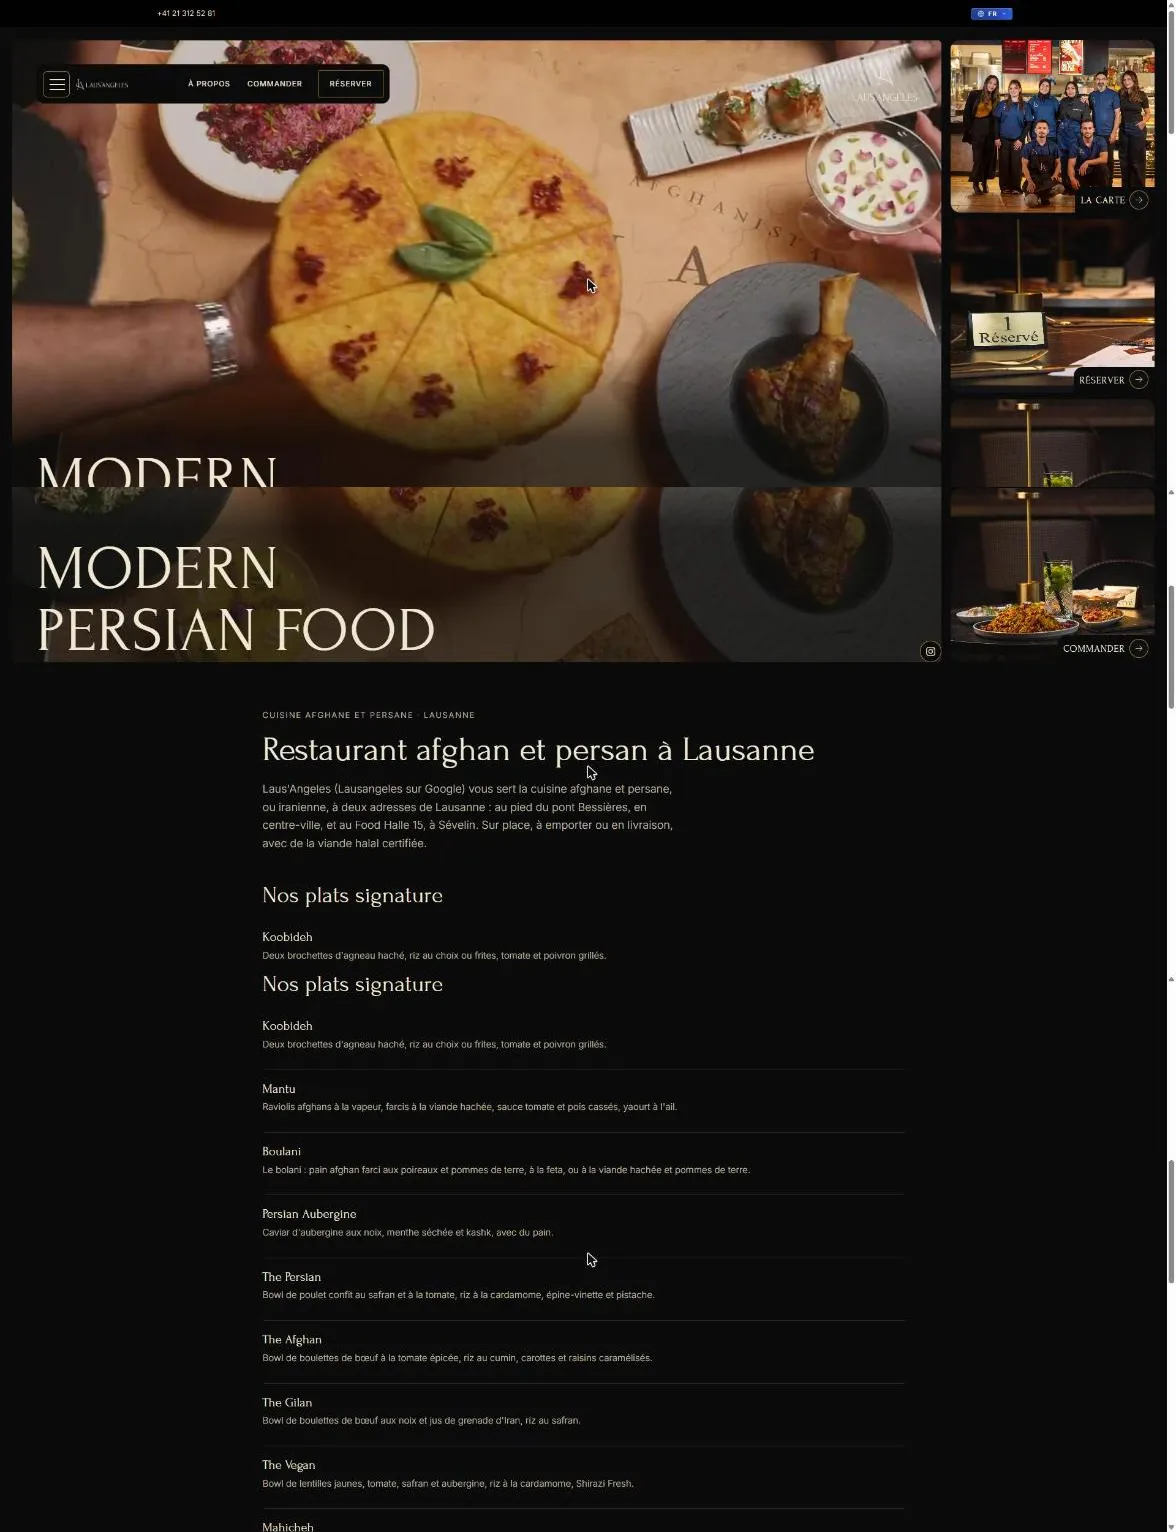 +41 21 312 52 81
FR
LAUS'ANGELES
À PROPOS
COMMANDER
RÉSERVER
LAUS'ANGELES
AFGHANIST
A
LA CARTE
1
Réservé
RÉSERVER
MODERN
MODERN
PERSIAN FOOD
COMMANDER
CUISINE AFGHANE ET PERSANE · LAUSANNE
Restaurant afghan et persan à Lausanne
Laus'Angeles (Lausangeles sur Google) vous sert la cuisine afghane et persane,
ou iranienne, à deux adresses de Lausanne : au pied du pont Bessières, en
centre-ville, et au Food Halle 15, à Sévelin. Sur place, à emporter ou en livraison,
avec de la viande halal certifiée.
Nos plats signature
Koobideh
Deux brochettes d'agneau haché, riz au choix ou frites, tomate et poivron grillés.
Nos plats signature
Koobideh
Deux brochettes d'agneau haché, riz au choix ou frites, tomate et poivron grillés.
Mantu
Raviolis afghans à la vapeur, farcis à la viande hachée, sauce tomate et pois cassés, yaourt à l'ail.
Boulani
Le bolani : pain afghan farci aux poireaux et pommes de terre, à la feta, ou à la viande hachée et pommes de terre.
Persian Aubergine
Caviar d'aubergine aux noix, menthe séchée et kashk, avec du pain.
The Persian
Bowl de poulet confit au safran et à la tomate, riz à la cardamome, épine-vinette et pistache.
The Afghan
Bowl de boulettes de bœuf à la tomate épicée, riz au cumin, carottes et raisins caramélisés.
The Gilan
Bowl de boulettes de bœuf aux noix et jus de grenade d'Iran, riz au safran.
The Vegan
Bowl de lentilles jaunes, tomate, safran et aubergine, riz à la cardamome, Shirazi Fresh.
Mahicheh